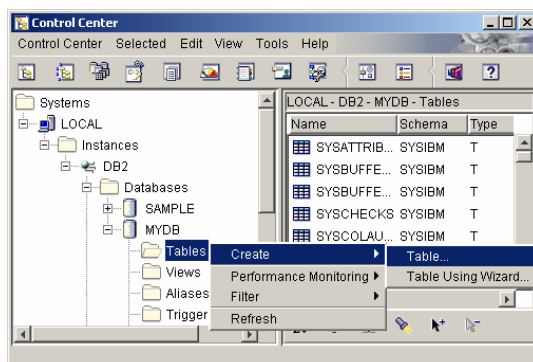 Control Center
Control Center Selected Edit View Tools Help
Systems
LOCAL
Instances
DB2
Databases
SAMPLE
MYDB
Tables
Views
Aliases
Trigger
LOCAL - DB2 - MYDB - Tables
Name Schema Type
SYSATTRIB... SYSIBM T
SYSBUFFE... SYSIBM T
SYSBUFFE... SYSIBM T
SYSCHECKS SYSIBM T
SYSCOLAU... SYSIBM T
Create
Performance Monitoring
Filter
Refresh
Table...
Table Using Wizard...